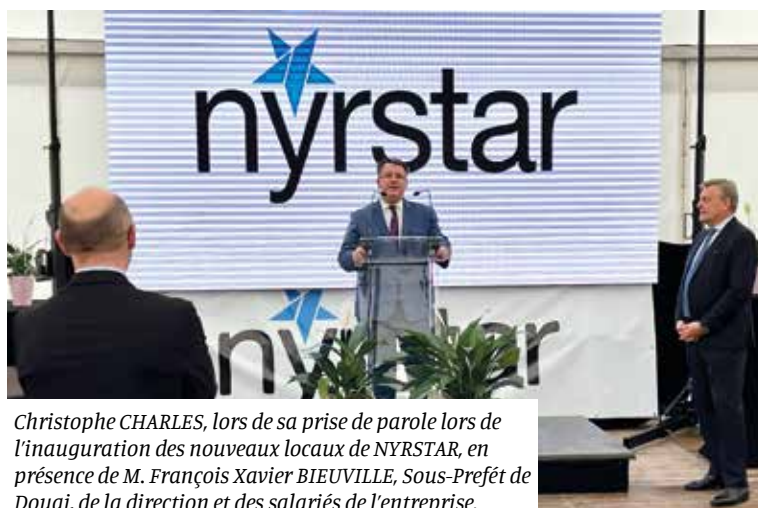 nyrstar
nyrstar
Christophe CHARLES, lors de sa prise de parole lors de
l'inauguration des nouveaux locaux de NYRSTAR, en
présence de M. François Xavier BIEUVILLE, Sous-Prefét de
Douai, de la direction et des salariés de l'entreprise.